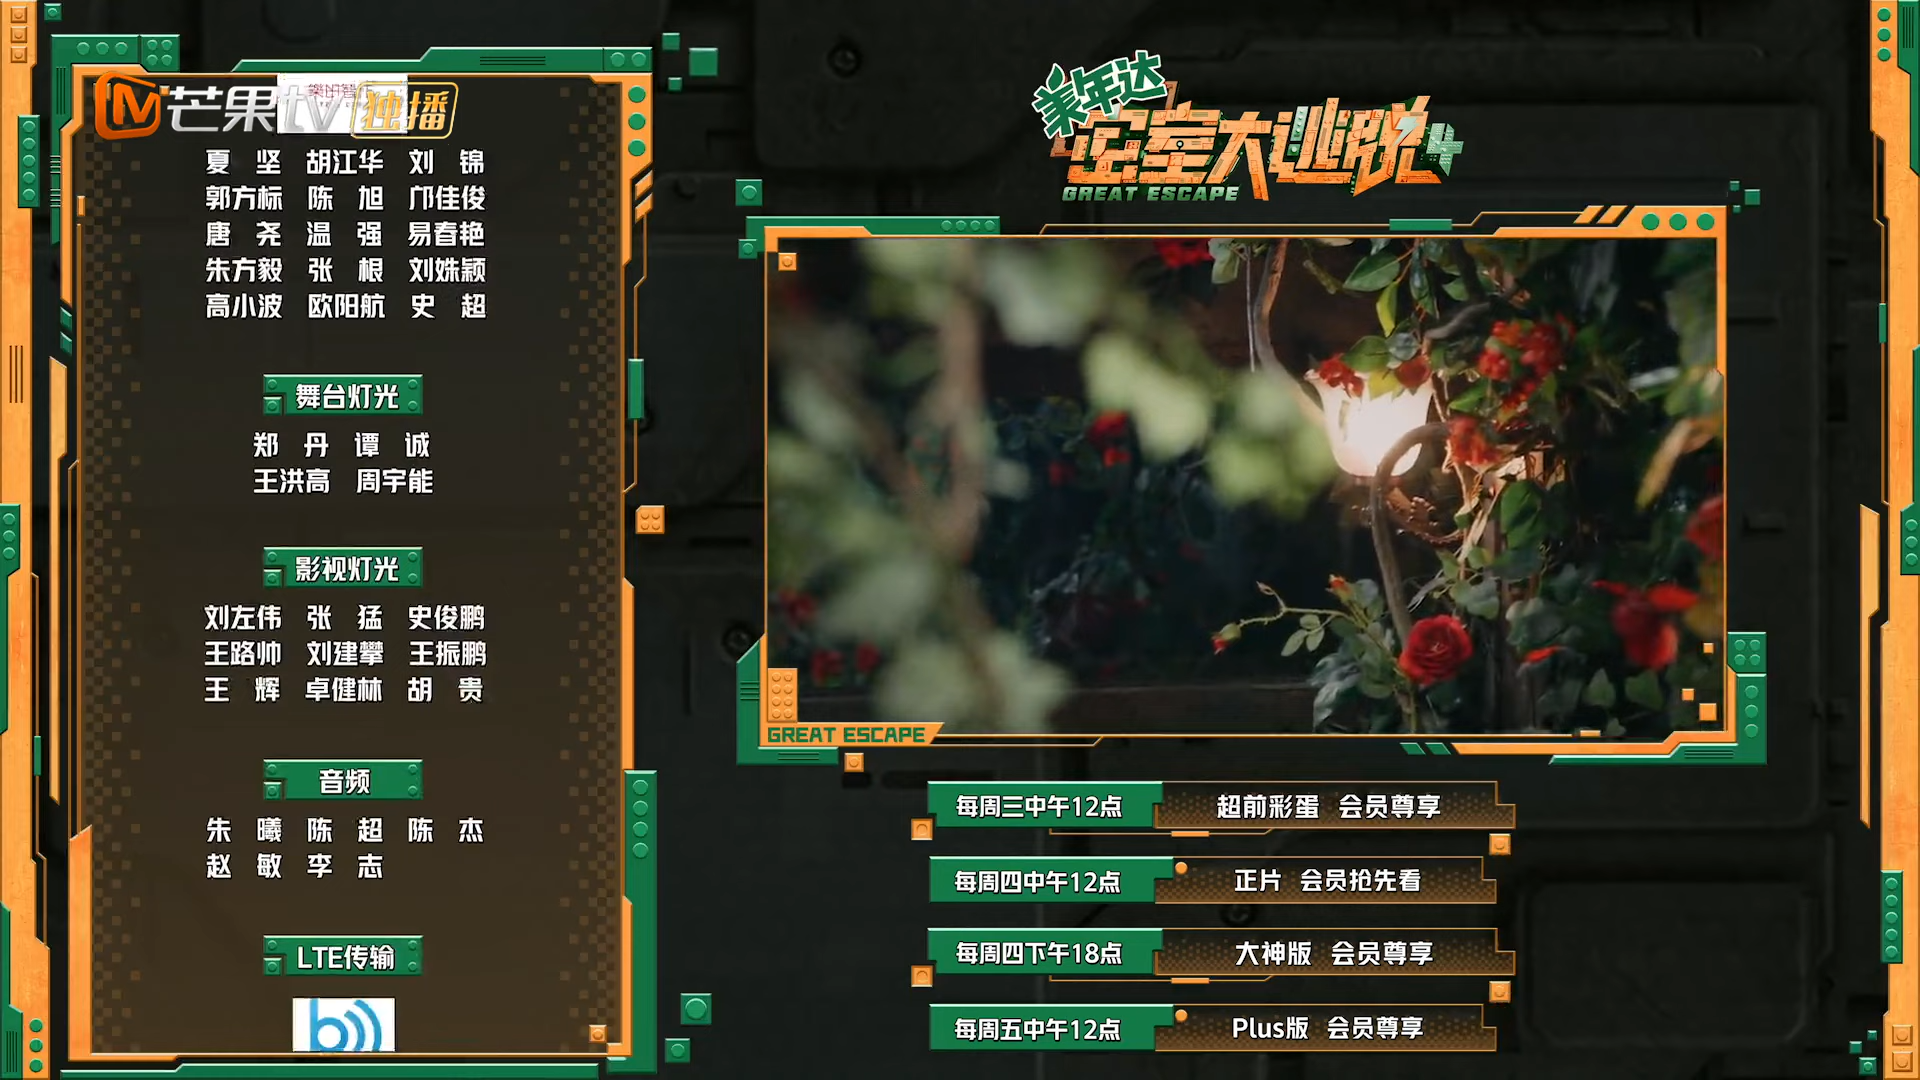 芒果tv 独播
夏 坚 胡江华 刘 锦
郭方标 陈 旭 邝佳俊
唐 尧 温 强 易春艳
朱方毅 张 根 刘姝颖
高小波 欧阳航 史 超
舞台灯光
郑 丹 谭 诚
王洪高 周宇能
影视灯光
刘左伟 张 猛 史俊鹏
王路帅 刘建攀 王振鹏
王 辉 卓健林 胡 贵
音频
朱 曦 陈 超 陈 杰
赵 敏 李 志
LTE传输
美年达
密室大逃脱
GREAT ESCAPE
GREAT ESCAPE
每周三中午12点 超前彩蛋 会员尊享
每周四中午12点 正片 会员抢先看
每周四下午18点 大神版 会员尊享
每周五中午12点 Plus版 会员尊享